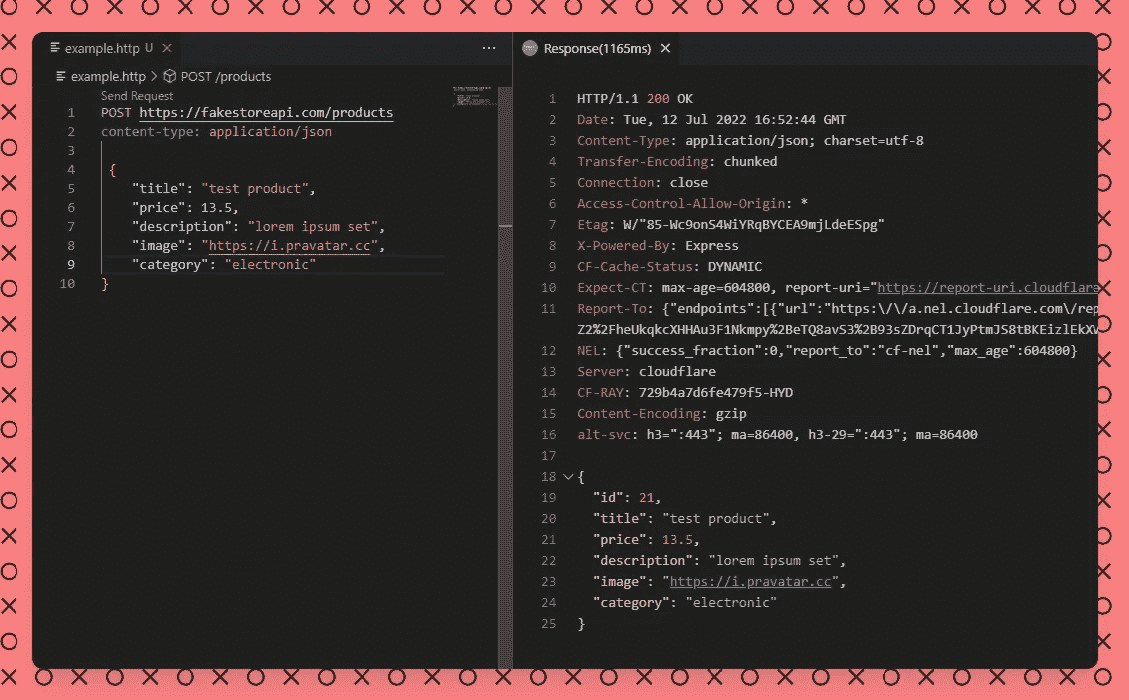 example.http U
example.http > POST /products
Send Request
1 POST https://fakestoreapi.com/products
2 content-type: application/json
3
4 {
5 "title": "test product",
6 "price": 13.5,
7 "description": "lorem ipsum set",
8 "image": "https://i.pravatar.cc",
9 "category": "electronic"
10 }
Response(1165ms)
1 HTTP/1.1 200 OK
2 Date: Tue, 12 Jul 2022 16:52:44 GMT
3 Content-Type: application/json; charset=utf-8
4 Transfer-Encoding: chunked
5 Connection: close
6 Access-Control-Allow-Origin: *
7 Etag: W/"85-Wc9onS4WiYRqBYCEA9mjLdeESpg"
8 X-Powered-By: Express
9 CF-Cache-Status: DYNAMIC
10 Expect-CT: max-age=604800, report-uri="https://report-uri.cloudflare
11 Report-To: {"endpoints":[{"url":"https:\/\/a.nel.cloudflare.com\/rep
Z2%2FheUkqkcXHHAu3F1Nkmpy%2BeTQ8avS3%2B93sZDrqCT1JyPtmJS8tBKEizlEkXV
12 NEL: {"success_fraction":0,"report_to":"cf-nel","max_age":604800}
13 Server: cloudflare
14 CF-RAY: 729b4a7d6fe479f5-HYD
15 Content-Encoding: gzip
16 alt-svc: h3=":443"; ma=86400, h3-29=":443"; ma=86400
17
18 {
19 "id": 21,
20 "title": "test product",
21 "price": 13.5,
22 "description": "lorem ipsum set",
23 "image": "https://i.pravatar.cc",
24 "category": "electronic"
25 }